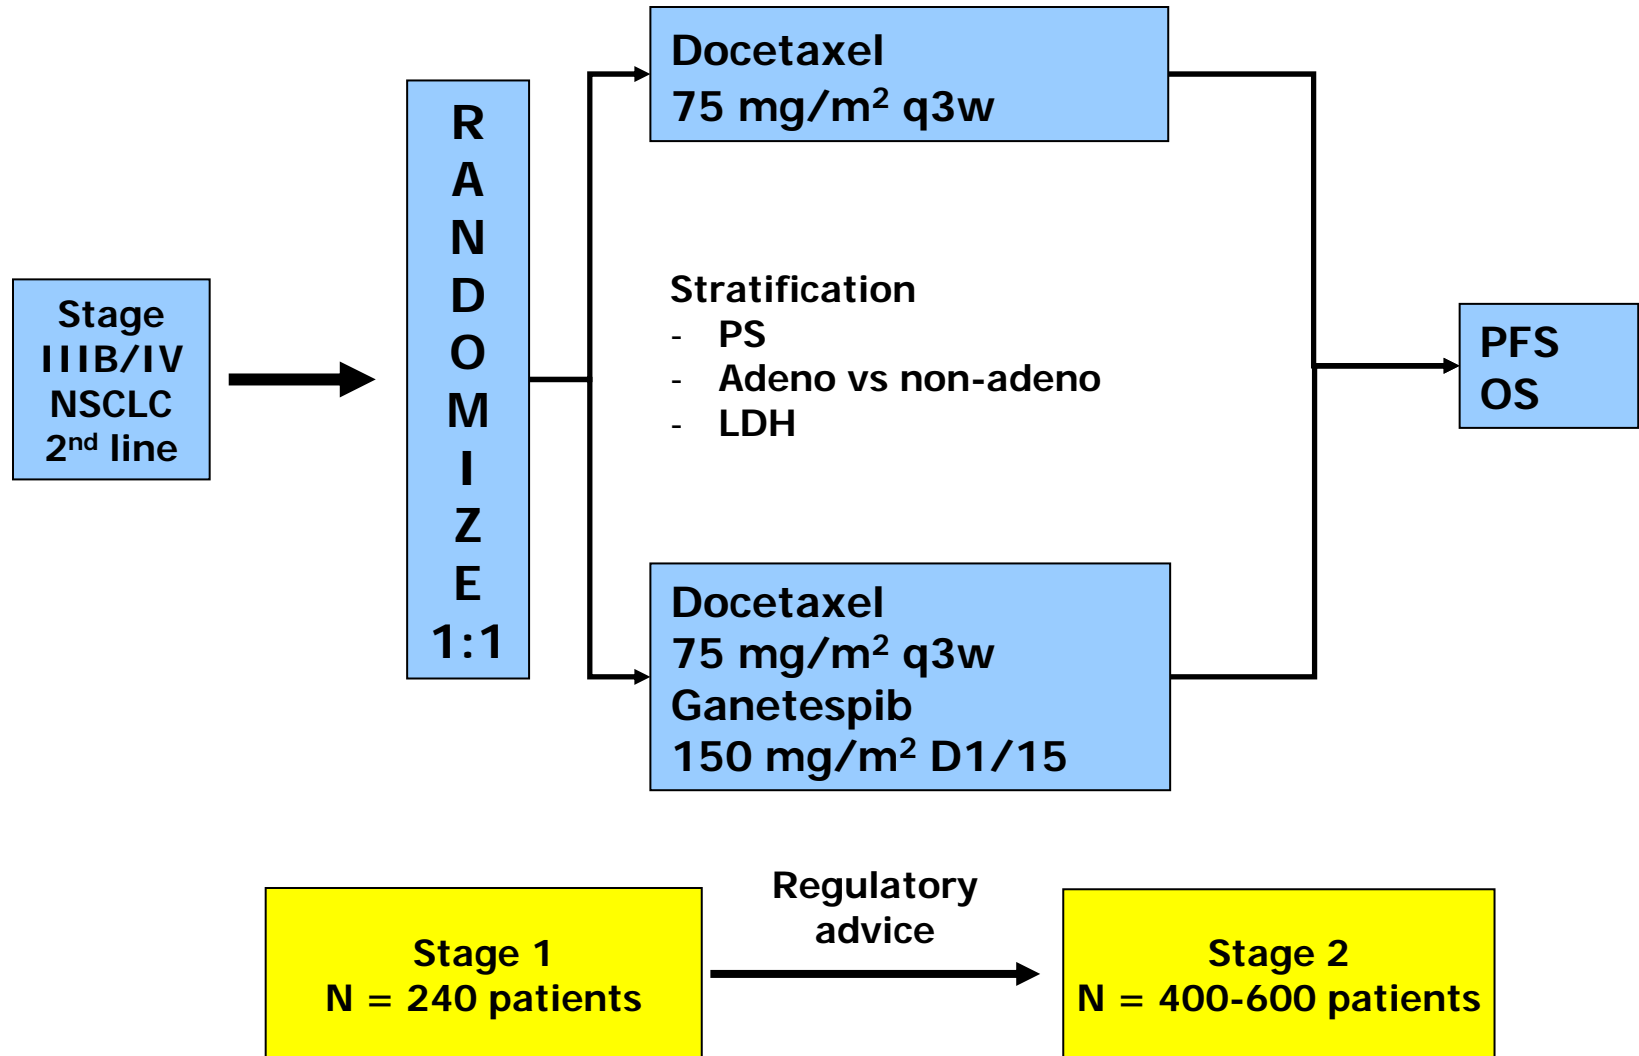 Stage
IIIB/IV
NSCLC
2nd line
R
A
N
D
O
M
I
Z
E
1:1
Docetaxel
75 mg/m² q3w
Stratification
- PS
- Adeno vs non-adeno
- LDH
Docetaxel
75 mg/m² q3w
Ganetespib
150 mg/m² D1/15
PFS
OS
Stage 1
N = 240 patients
Regulatory
advice
Stage 2
N = 400-600 patients